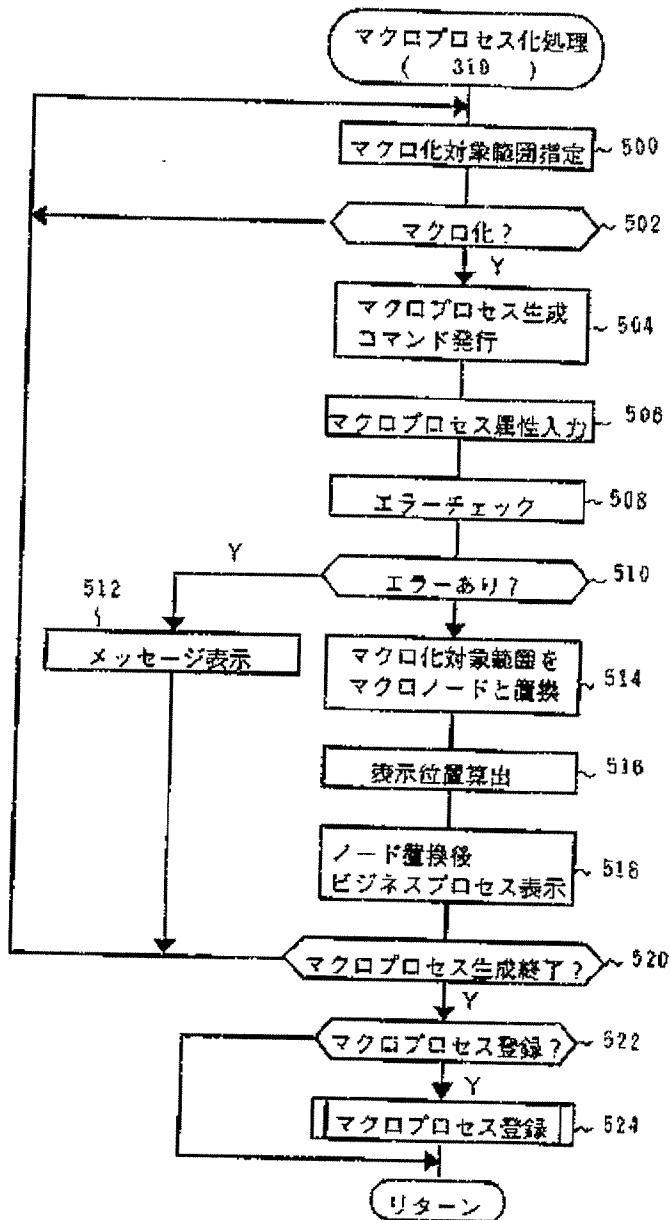 マクロプロセス化処理
( 310 )
マクロ化対象範囲指定
500
マクロ化?
502
Y
マクロプロセス生成
コマンド発行
504
マクロプロセス属性入力
506
エラーチェック
508
Y
エラーあり?
510
512
メッセージ表示
マクロ化対象範囲を
マクロノードと置換
514
表示位置算出
516
ノード置換後
ビジネスプロセス表示
518
マクロプロセス生成終了?
520
Y
マクロプロセス登録?
522
Y
マクロプロセス登録
524
リターン